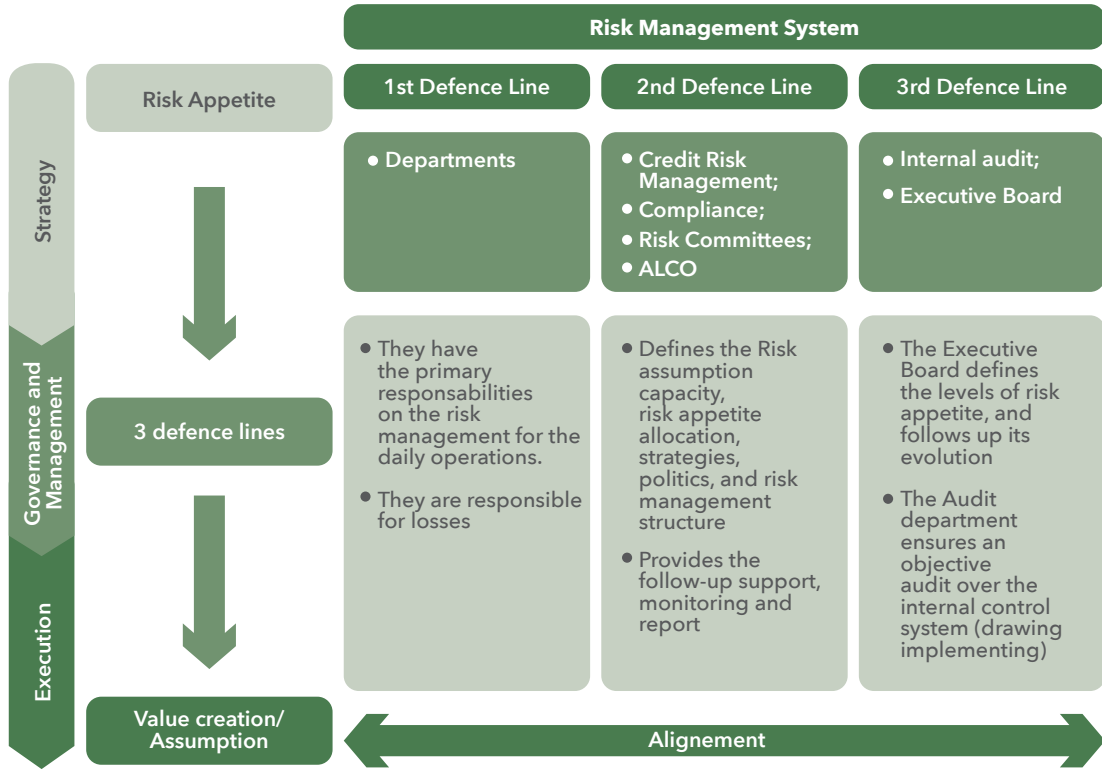 Risk Management System
Strategy
Governance and
Management
Execution
Risk Appetite
3 defence lines
Value creation/
Assumption
1st Defence Line
• Departments
• They have
the primary
responsabilities
on the risk
management for the
daily operations.
• They are responsible
for losses
2nd Defence Line
• Credit Risk
Management;
• Compliance;
• Risk Committees;
• ALCO
• Defines the Risk
assumption
capacity,
risk appetite
allocation,
strategies,
politics, and risk
management
structure
• Provides the
follow-up support,
monitoring and
report
3rd Defence Line
• Internal audit;
• Executive Board
• The Executive
Board defines
the levels of risk
appetite, and
follows up its
evolution
• The Audit
department
ensures an
objective
audit over the
internal control
system (drawing
implementing)
Alignement